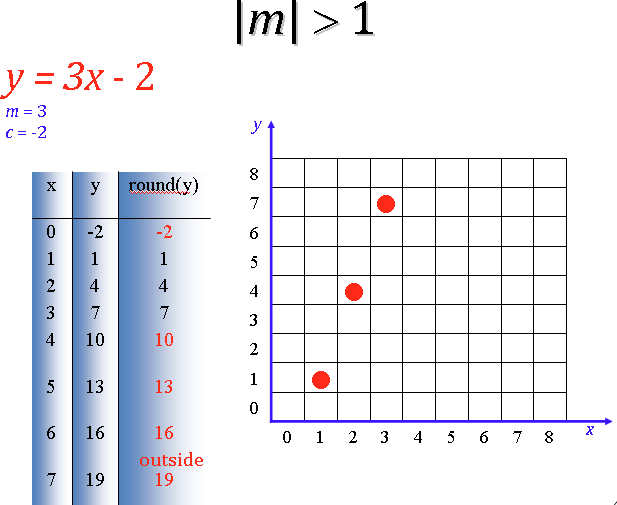 |m| > 1
y = 3x - 2
m = 3
c = -2
x y round(y)
0 -2 -2
1 1 1
2 4 4
3 7 7
4 10 10
5 13 13
6 16 16
outside
7 19 19
y
8
7
6
5
4
3
2
1
0
0 1 2 3 4 5 6 7 8
x